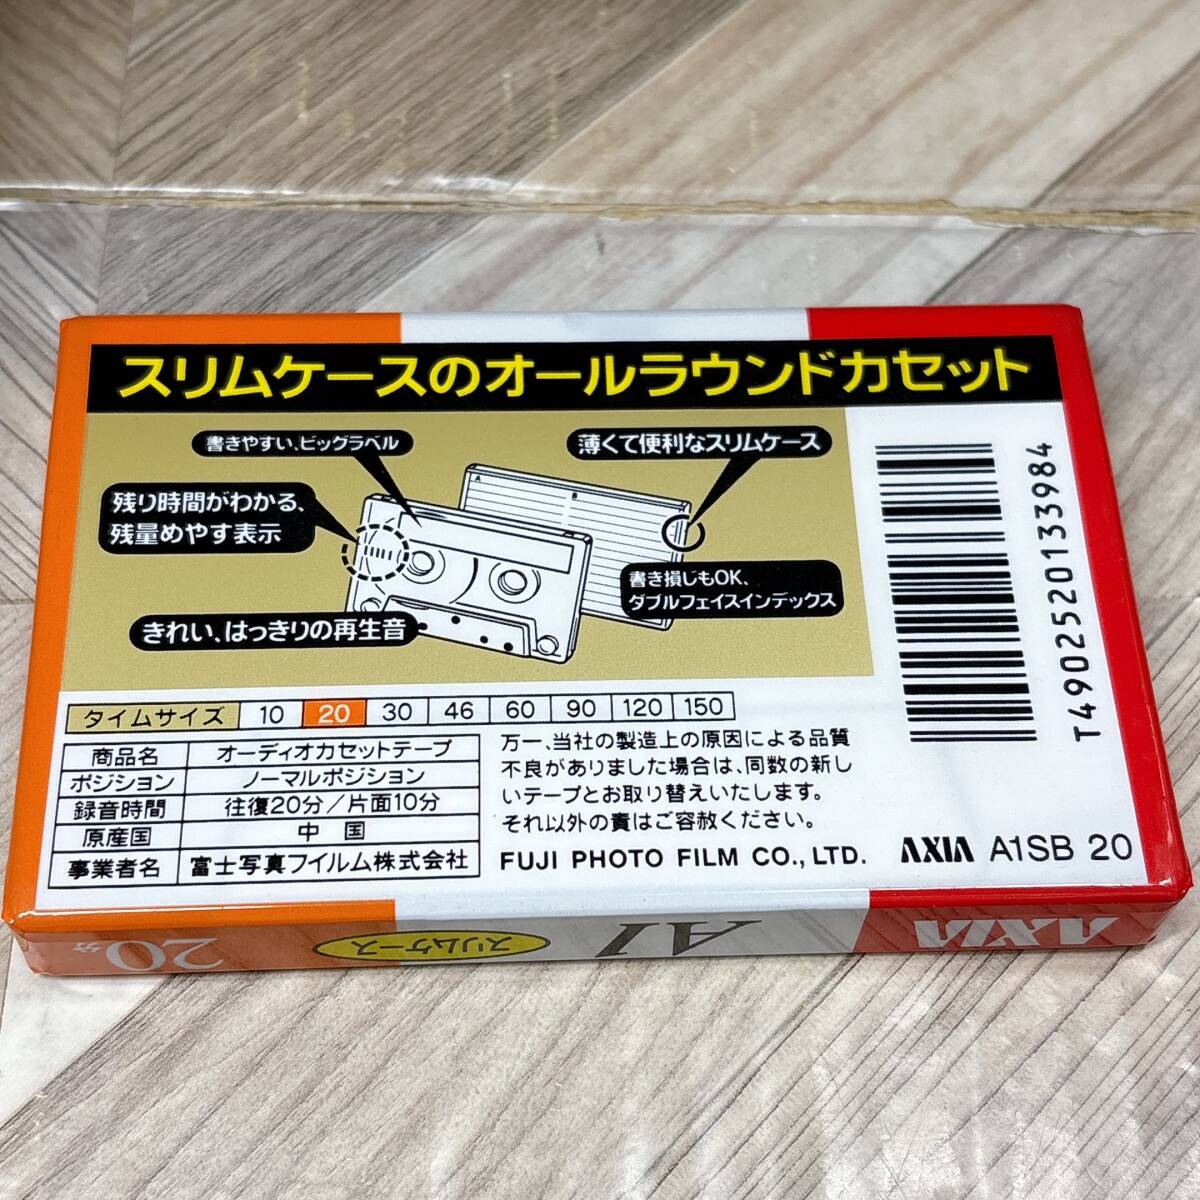 スリムケースのオールラウンドカセット
書きやすい、ビッグラベル
薄くて便利なスリムケース
残り時間がわかる、
残量めやす表示
書き損じもOK、
ダブルフェイスインデックス
きれい、はっきりの再生音
A
B
T4902520133984
タイムサイズ 10 20 30 46 60 90 120 150
商品名 オーディオカセットテープ
ポジション ノーマルポジション
録音時間 往復20分/片面10分
原産国 中国
事業者名 富士写真フイルム株式会社
万一、当社の製造上の原因による品質
不良がありました場合は、同数の新し
いテープとお取り替えいたします。
それ以外の責はご容赦ください。
FUJI PHOTO FILM CO., LTD.
AXIA A1SB 20
AXIA
A1
スリムケース
20分